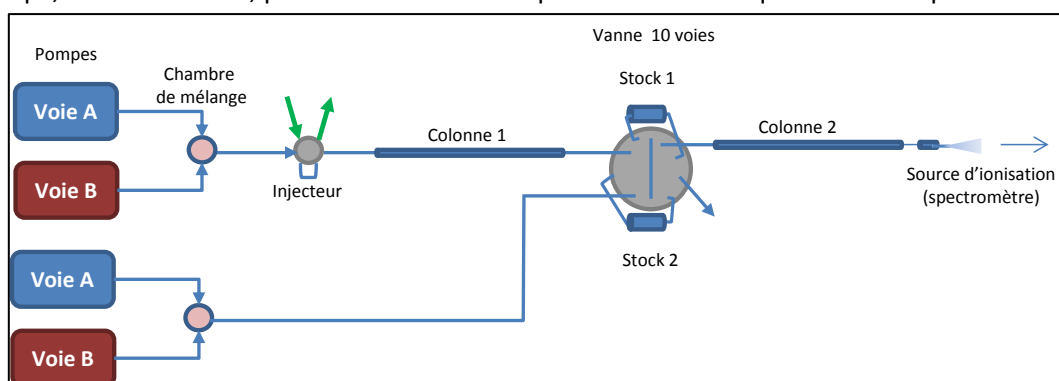 Vanne 10 voies
Pompes
Voie A
Chambre
de mélange
Stock 1
Colonne 1
Colonne 2
Voie B
Injecteur
Source d'ionisation
(spectromètre)
Voie A
Stock 2
Voie B